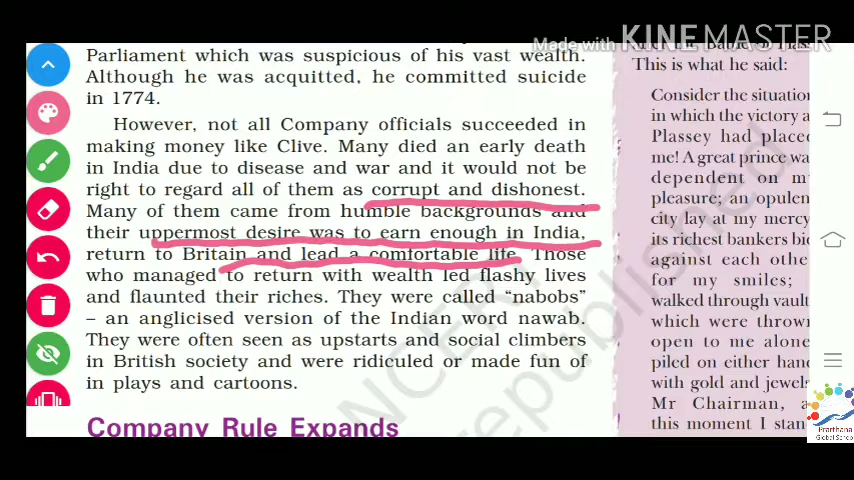 Made with KINEMASTER
Parliament which was suspicious of his vast wealth.
Although he was acquitted, he committed suicide
in 1774.
However, not all Company officials succeeded in
making money like Clive. Many died an early death
in India due to disease and war and it would not be
right to regard all of them as corrupt and dishonest.
Many of them came from humble backgrounds and
their uppermost desire was to earn enough in India,
return to Britain and lead a comfortable life. Those
who managed to return with wealth led flashy lives
and flaunted their riches. They were called "nabobs"
– an anglicised version of the Indian word nawab.
They were often seen as upstarts and social climbers
in British society and were ridiculed or made fun of
in plays and cartoons.
Company Rule Expands
This is what he said:
Consider the situation
in which the victory a
Plassey had placed
me! A great prince wa
dependent on my
pleasure; an opulen
city lay at my mercy
its richest bankers bid
against each othe
for my smiles;
walked through vault
which were thrown
open to me alone
piled on either hand
with gold and jewels
Mr Chairman, a
this moment I stan
NCERT
republished
Prarthana
Global School